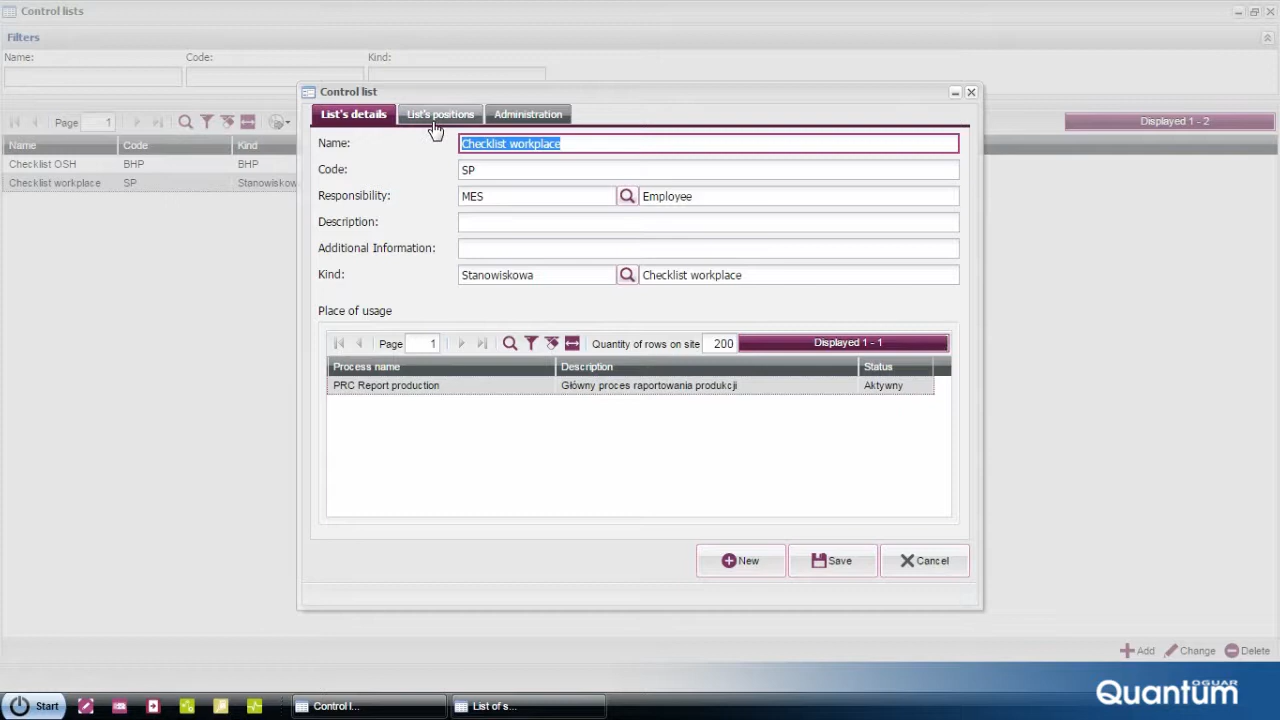 Control lists
Filters
Name: Code: Kind:
Control list
List's details List's positions Administration
Page 1
Displayed 1 - 2
Name Code Kind
Checklist OSH BHP BHP
Checklist workplace SP Stanowiskow
Name: Checklist workplace
Code: SP
Responsibility: MES Employee
Description:
Additional Information:
Kind: Stanowiskowa Checklist workplace
Place of usage
Page 1 Quantity of rows on site 200 Displayed 1 - 1
Process name Description Status
PRC Report production Główny proces raportowania produkcji Aktywny
New Save Cancel
Add Change Delete
OGUAR
Quantum
Start Control l... List of s...